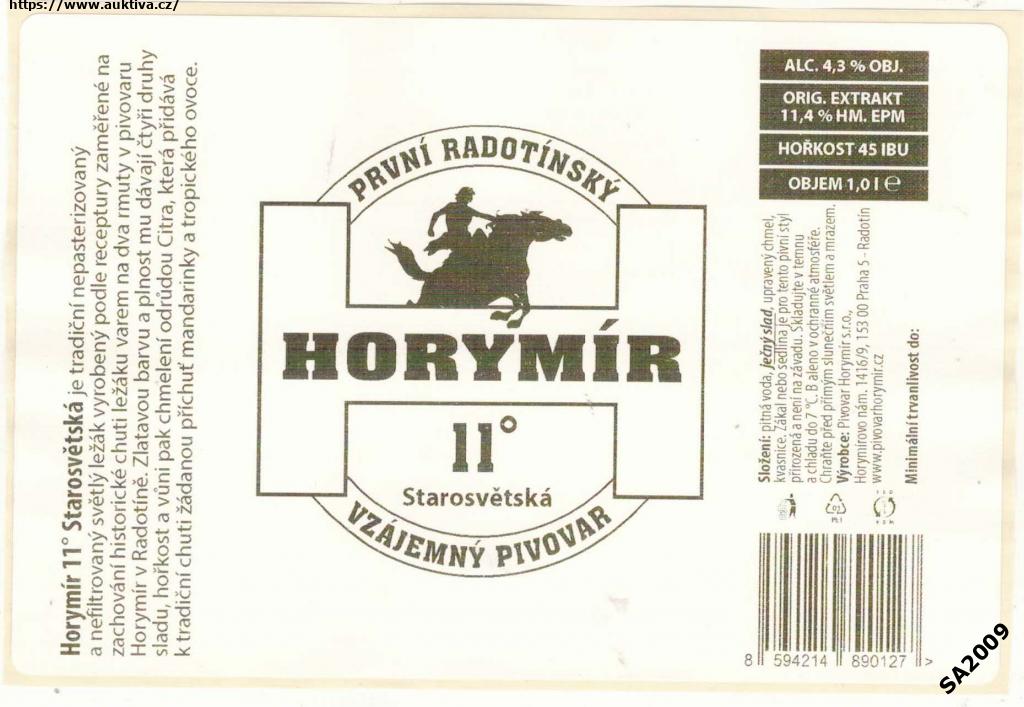 https://www.auktiva.cz/
Horymír 11° Starosvětská je tradiční nepasterizovaný
a nefiltrovaný světlý ležák vyrobený podle receptury zaměřené na
zachování historické chuti ležáku varem na dva rmuty v pivovaru
Horymír v Radotíně. Zlatavou barvu a plnost mu dávají čtyři druhy
sladu, hořkost a vůni pak chmelení odrůdou Citra, která přidává
k tradiční chuti žádanou příchuť mandarinky a tropického ovoce.
PRVNÍ RADOTÍNSKÝ
HORYMÍR
11°
Starosvětská
VZÁJEMNÝ PIVOVAR
ALC. 4,3 % OBJ.
ORIG. EXTRAKT
11,4 % HM. EPM
HOŘKOST 45 IBU
OBJEM 1,0 l ℮
Složení: pitná voda, ječný slad, upravený chmel,
kvasnice. Zákal nebo sedlina je pro tento pivní styl
přirozená a není na závadu. Skladujte v temnu
a chladu do 7 °C. Baleno v ochranné atmosféře.
Chraňte před přímým slunečním světlem a mrazem.
Výrobce: Pivovar Horymír s.r.o.,
Horymírovo nám. 1416/9, 153 00 Praha 5 - Radotín
www.pivovarhorymir.cz
Minimální trvanlivost do:
8 594214 890127 >
SA2009